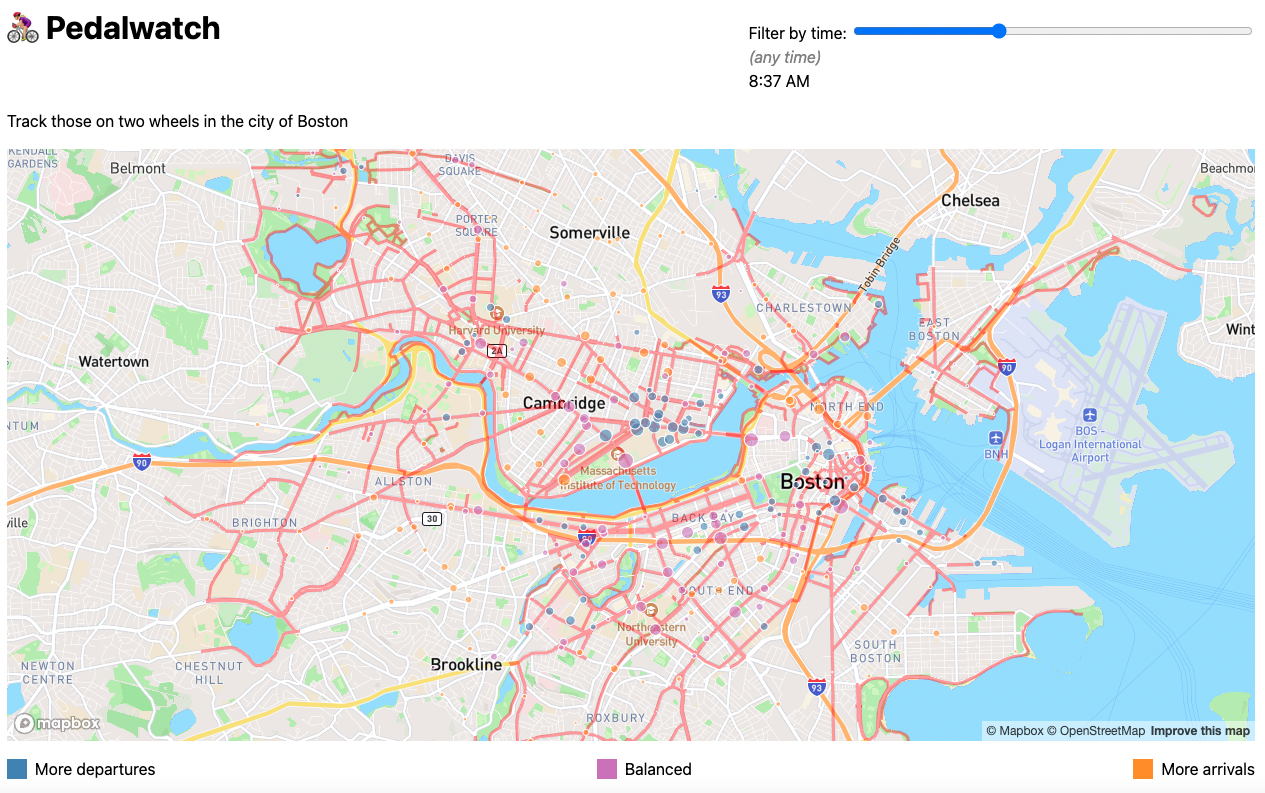 Pedalwatch
Filter by time:
(any time)
8:37 AM
Track those on two wheels in the city of Boston
KENDALL
GARDENS
Belmont
DAVIS
SQUARE
Beachmo
PORTER
SQUARE
Somerville
Chelsea
Tobin Bridge
93
CHARLESTOWN
Harvard University
EAST
BOSTON
Wint
2A
Watertown
90
Cambridge
NORTH END
BOS -
Logan International
Airport
NTUM
BNH
90
Massachusetts
Institute of Technology
ALLSTON
Boston
ville
BRIGHTON
30
BACK BAY
90
SOUTH END
Northeastern
University
SOUTH
BOSTON
NEWTON
CENTRE
CHESTNUT
HILL
Brookline
93
ROXBURY
mapbox
© Mapbox © OpenStreetMap Improve this map
More departures
Balanced
More arrivals